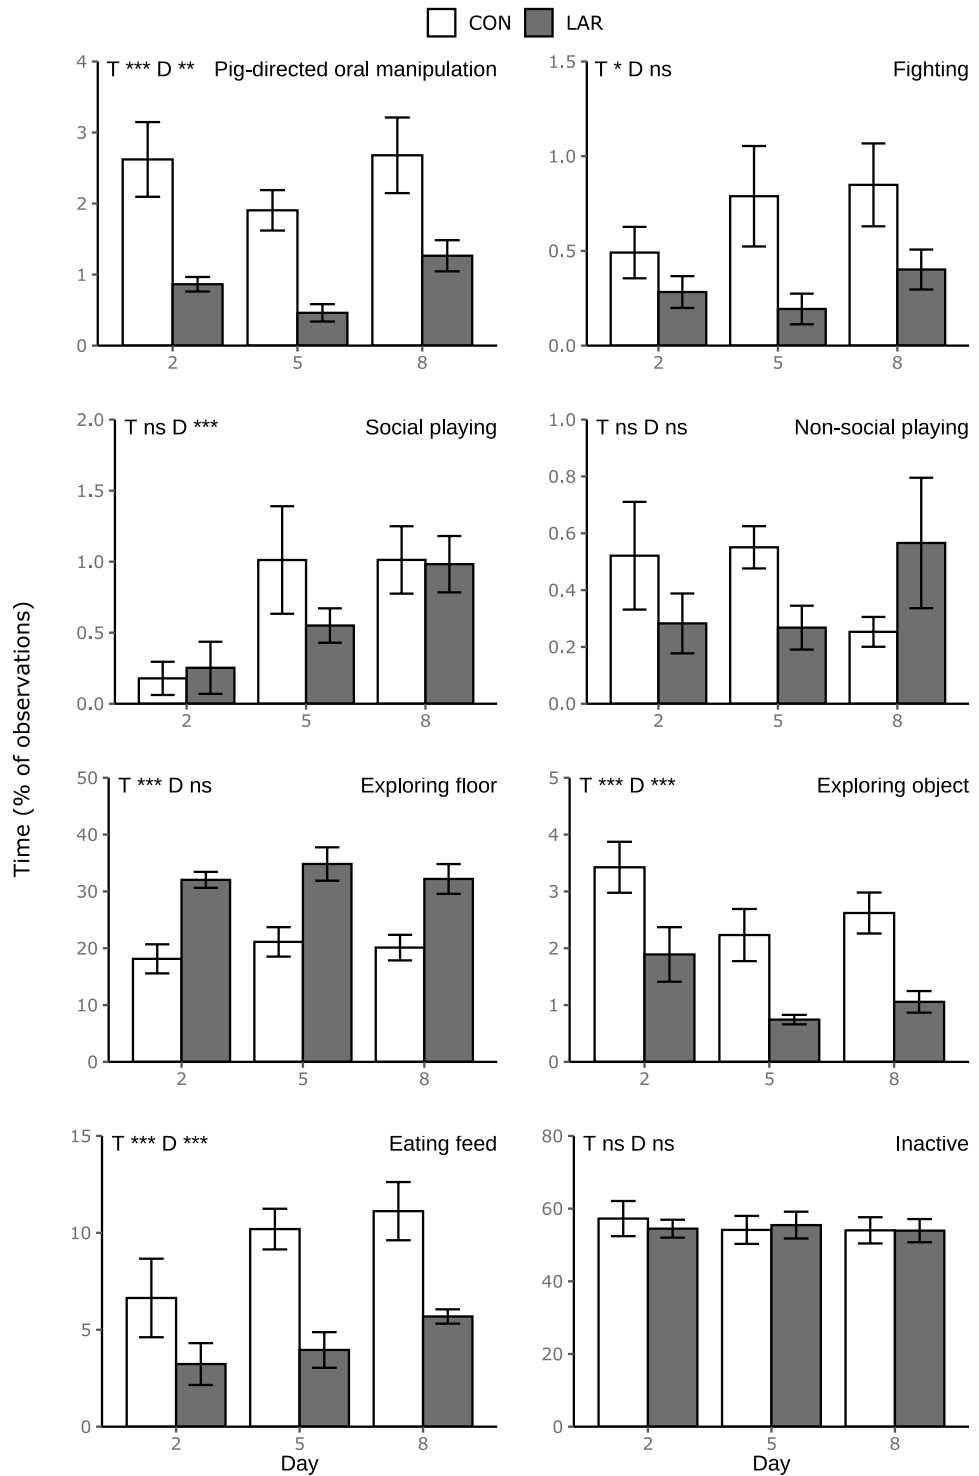 CON LAR
Time (% of observations)
T *** D ** Pig-directed oral manipulation
4
3
2
1
0
2 5 8
T * D ns Fighting
1.5
1.0
0.5
0.0
2 5 8
T ns D *** Social playing
2.0
1.5
1.0
0.5
0.0
2 5 8
T ns D ns Non-social playing
1.0
0.8
0.6
0.4
0.2
0.0
2 5 8
T *** D ns Exploring floor
50
40
30
20
10
0
2 5 8
T *** D *** Exploring object
5
4
3
2
1
0
2 5 8
T *** D *** Eating feed
15
10
5
0
2 5 8
Day
T ns D ns Inactive
80
60
40
20
0
2 5 8
Day